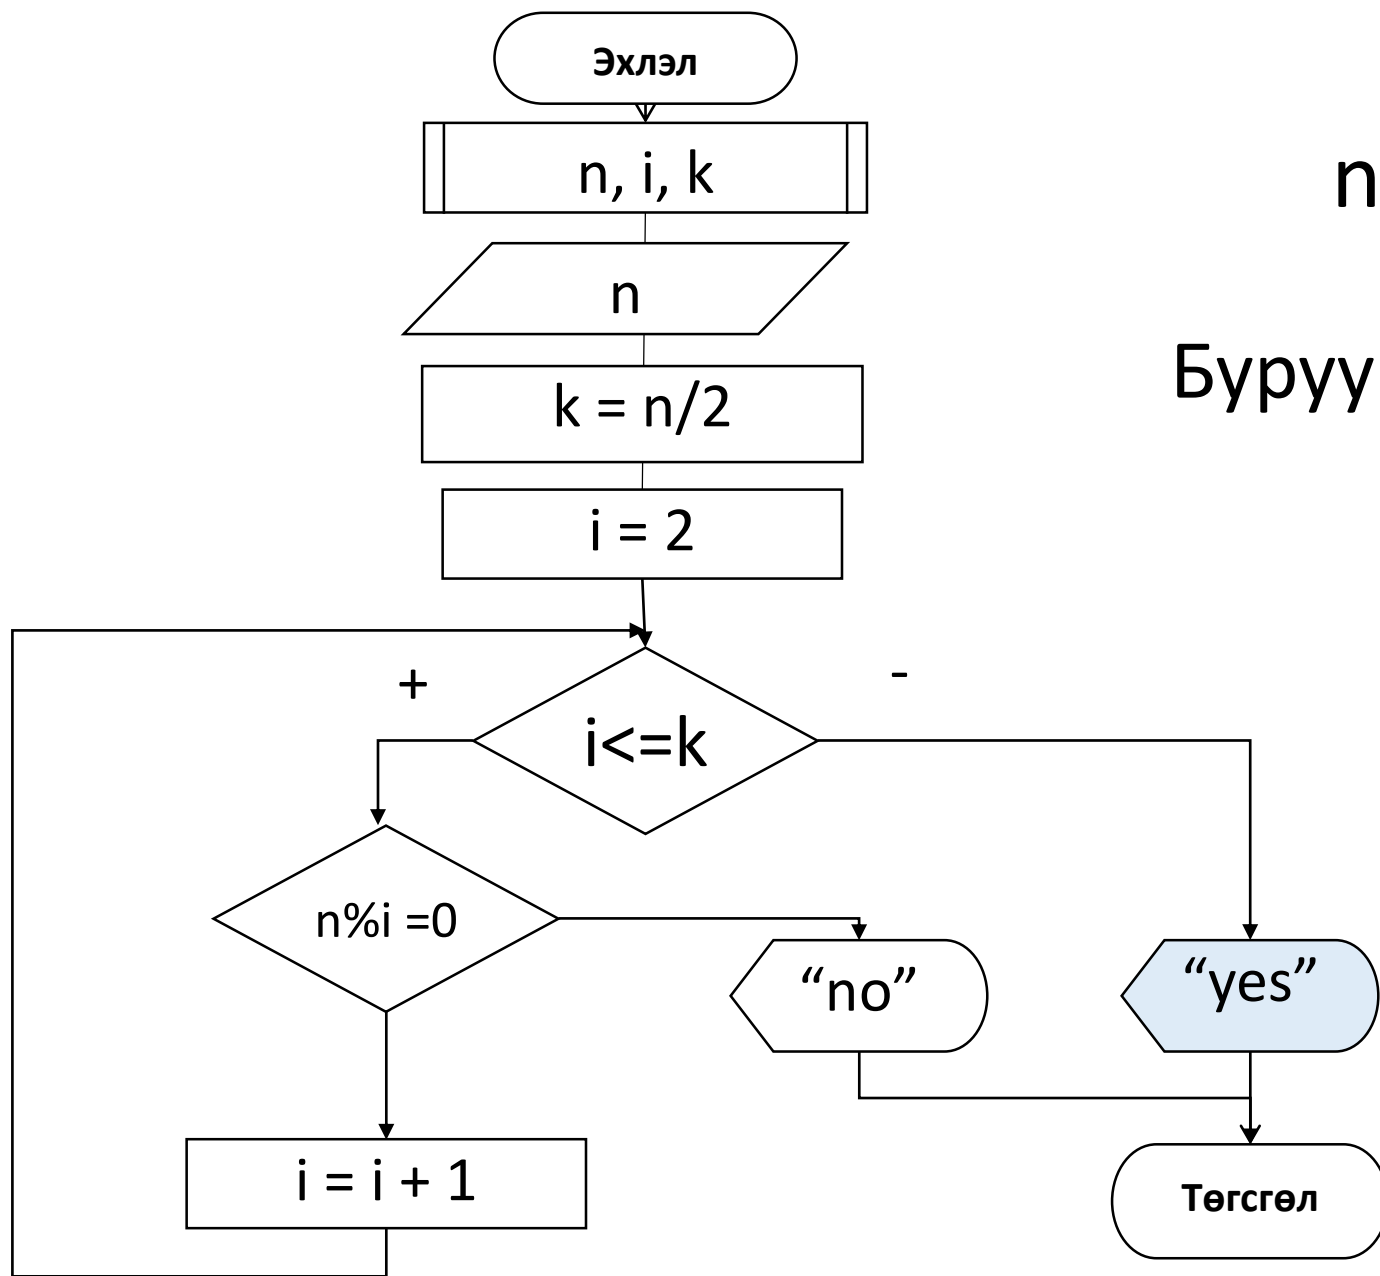 Эхлэл
n, i, k
n
n
k = n/2
Буруу
i = 2
+
-
i<=k
n%i =0
“no”
“yes”
i = i + 1
Төгсгөл